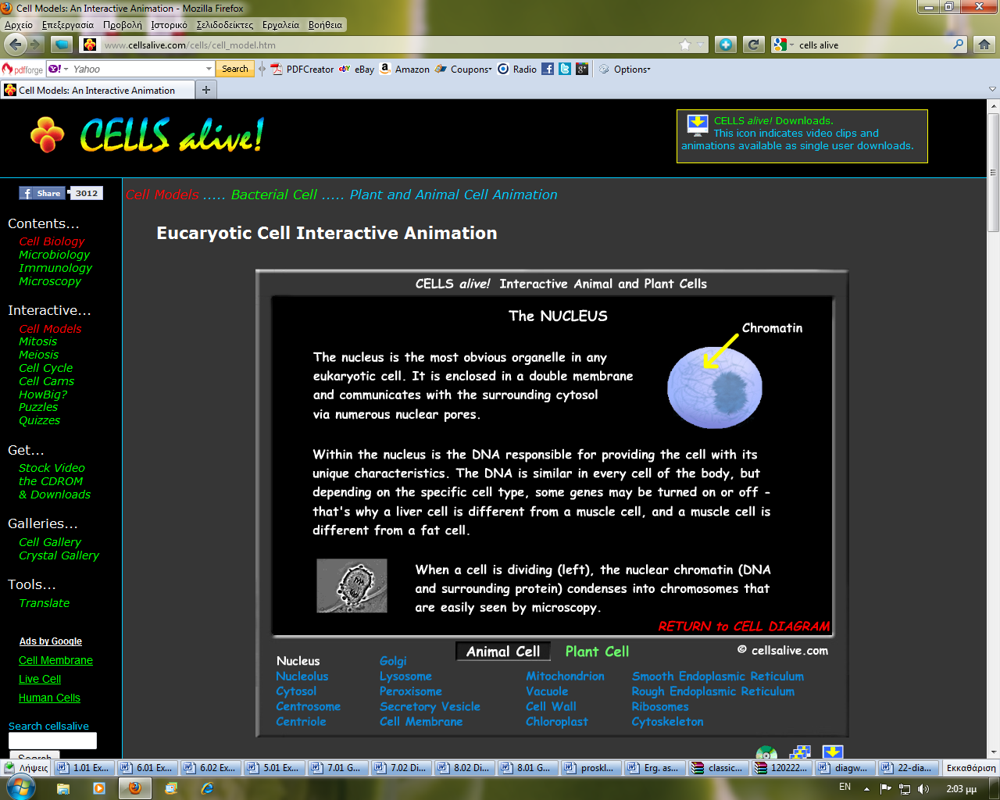 Cell Models: An Interactive Animation - Mozilla Firefox
Αρχείο Επεξεργασία Προβολή Ιστορικό Σελιδοδείκτες Εργαλεία Βοήθεια
www.cellsalive.com/cells/cell_model.htm
cells alive
pdfforge Y! Yahoo Search PDFCreator eBay Amazon Coupons Radio Options
Cell Models: An Interactive Animation
CELLS alive!
CELLS alive! Downloads.
This icon indicates video clips and
animations available as single user downloads.
Share 3012
Cell Models ..... Bacterial Cell ..... Plant and Animal Cell Animation
Contents...
Cell Biology
Microbiology
Immunology
Microscopy
Interactive...
Cell Models
Mitosis
Meiosis
Cell Cycle
Cell Cams
HowBig?
Puzzles
Quizzes
Get...
Stock Video
the CDROM
& Downloads
Galleries...
Cell Gallery
Crystal Gallery
Tools...
Translate
Ads by Google
Cell Membrane
Live Cell
Human Cells
Search cellsalive
Search
Eucaryotic Cell Interactive Animation
CELLS alive! Interactive Animal and Plant Cells
The NUCLEUS
Chromatin
The nucleus is the most obvious organelle in any
eukaryotic cell. It is enclosed in a double membrane
and communicates with the surrounding cytosol
via numerous nuclear pores.
Within the nucleus is the DNA responsible for providing the cell with its
unique characteristics. The DNA is similar in every cell of the body, but
depending on the specific cell type, some genes may be turned on or off -
that's why a liver cell is different from a muscle cell, and a muscle cell is
different from a fat cell.
When a cell is dividing (left), the nuclear chromatin (DNA
and surrounding protein) condenses into chromosomes that
are easily seen by microscopy.
RETURN to CELL DIAGRAM
Animal Cell Plant Cell © cellsalive.com
Nucleus Golgi
Nucleolus Lysosome Mitochondrion Smooth Endoplasmic Reticulum
Cytosol Peroxisome Vacuole Rough Endoplasmic Reticulum
Centrosome Secretory Vesicle Cell Wall Ribosomes
Centriole Cell Membrane Chloroplast Cytoskeleton
Λήψεις 1.01 Ex... 6.01 Ex... 6.02 Ex... 5.01 Ex... 7.01 G... 7.02 Di... 8.02 Di... 8.01 G... proskl... Erg. as... classic... 120222... diagw... 22-dia... Εκκαθάριση
EN 2:03 μμ